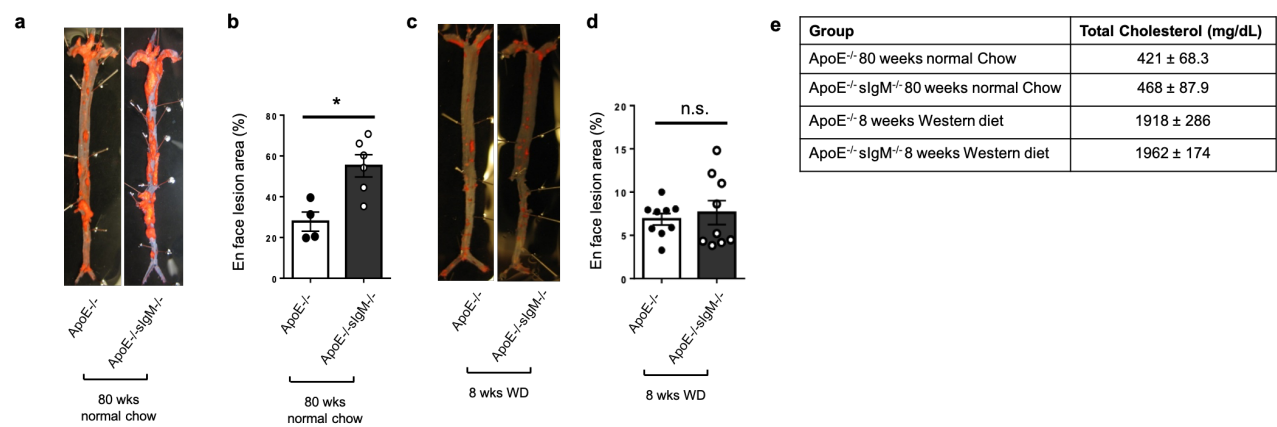 a
ApoE-/-
ApoE-/-sIgM-/-
80 wks
normal chow
b
En face lesion area (%)
80
60
40
20
0
*
ApoE-/-
ApoE-/-sIgM-/-
80 wks
normal chow
c
ApoE-/-
ApoE-/-sIgM-/-
8 wks WD
d
En face lesion area (%)
20
15
10
5
0
n.s.
ApoE-/-
ApoE-/-sIgM-/-
8 wks WD
e
Group Total Cholesterol (mg/dL)
ApoE-/- 80 weeks normal Chow 421 ± 68.3
ApoE-/- sIgM-/- 80 weeks normal Chow 468 ± 87.9
ApoE-/- 8 weeks Western diet 1918 ± 286
ApoE-/- sIgM-/- 8 weeks Western diet 1962 ± 174